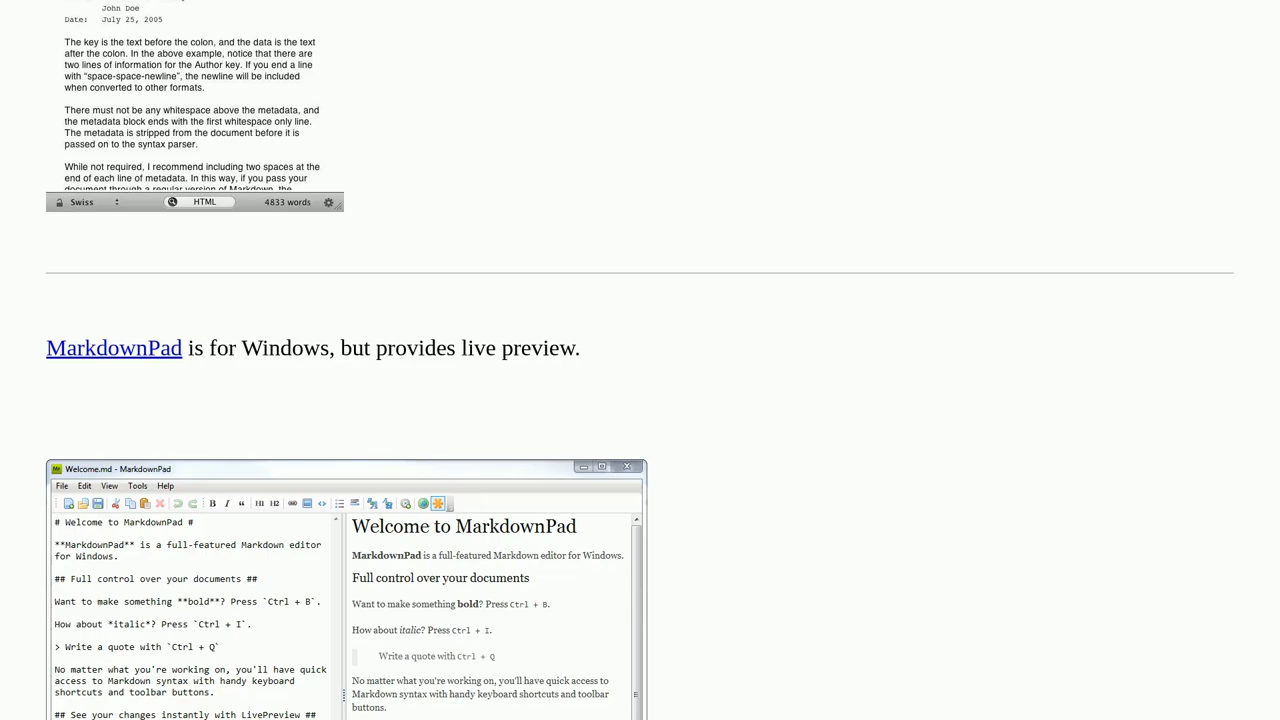 John Doe
Date: July 25, 2005
The key is the text before the colon, and the data is the text
after the colon. In the above example, notice that there are
two lines of information for the Author key. If you end a line
with “space-space-newline”, the newline will be included
when converted to other formats.
There must not be any whitespace above the metadata, and
the metadata block ends with the first whitespace only line.
The metadata is stripped from the document before it is
passed on to the syntax parser.
While not required, I recommend including two spaces at the
end of each line of metadata. In this way, if you pass your
document through a regular version of Markdown, the
Swiss HTML 4833 words
MarkdownPad is for Windows, but provides live preview.
Welcome.md - MarkdownPad
File Edit View Tools Help
B I “ H1 H2
# Welcome to MarkdownPad #
**MarkdownPad** is a full-featured Markdown editor
for Windows.
## Full control over your documents ##
Want to make something **bold**? Press `Ctrl + B`.
How about *italic*? Press `Ctrl + I`.
> Write a quote with `Ctrl + Q`
No matter what you're working on, you'll have quick
access to Markdown syntax with handy keyboard
shortcuts and toolbar buttons.
## See your changes instantly with LivePreview ##
Welcome to MarkdownPad
MarkdownPad is a full-featured Markdown editor for Windows.
Full control over your documents
Want to make something bold? Press Ctrl + B.
How about italic? Press Ctrl + I.
Write a quote with Ctrl + Q
No matter what you're working on, you'll have quick access to
Markdown syntax with handy keyboard shortcuts and toolbar
buttons.